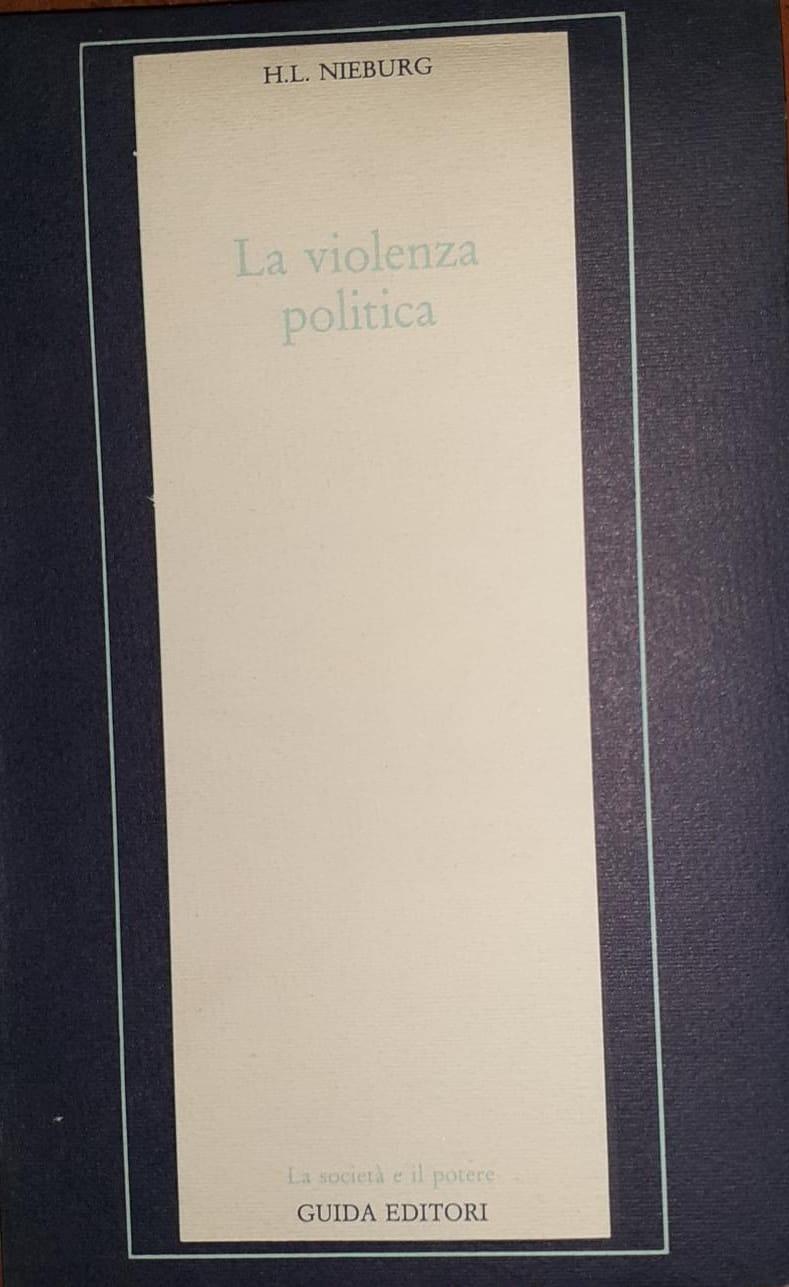 H.L. NIEBURG
La violenza
politica
La società e il potere
GUIDA EDITORI